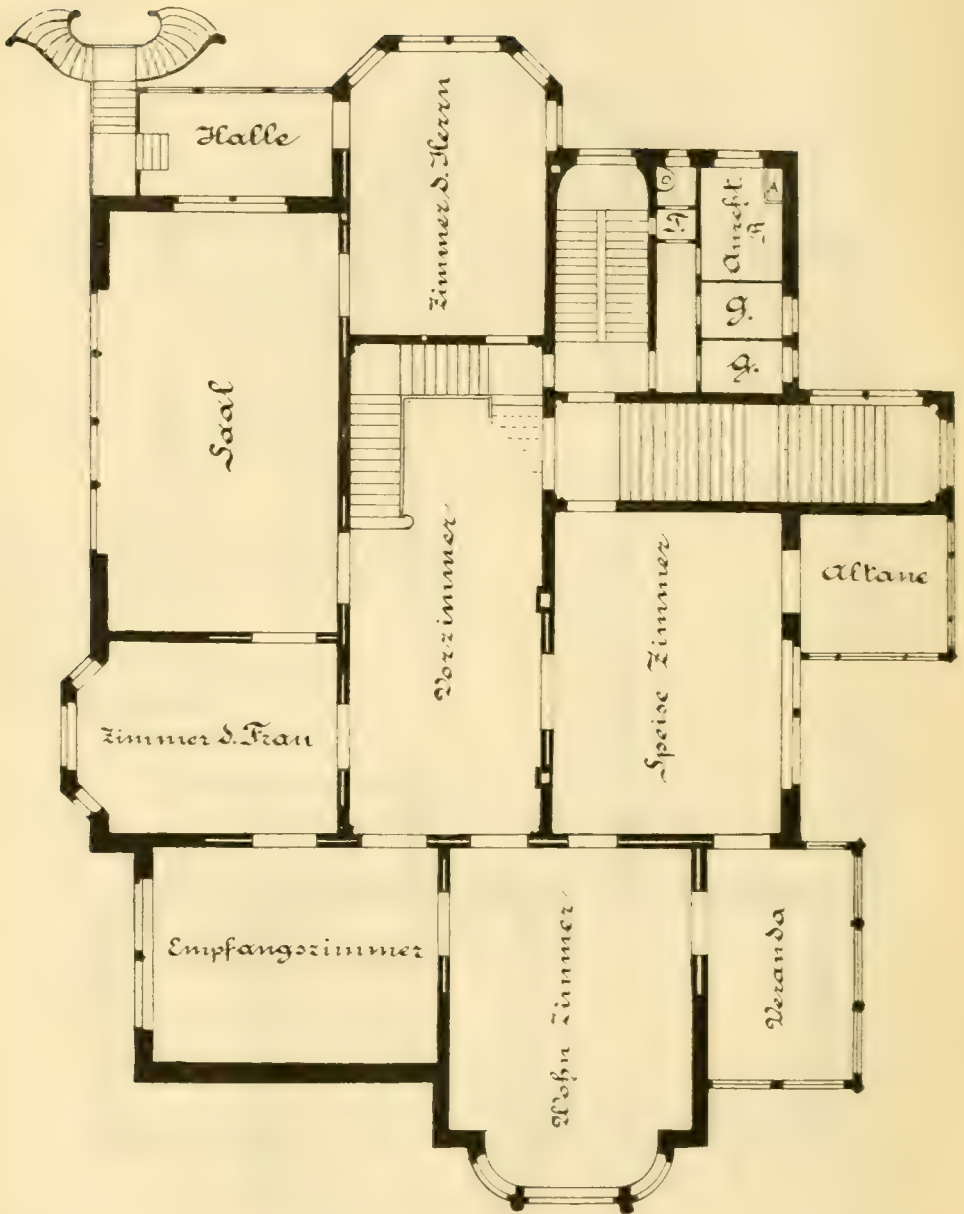 Halle
Zimmer d. Herrn
Anricht
R
G.
G.
Saal
Vorzimmer
Speise Zimmer
Altane
Zimmer d. Frau
Empfangszimmer
Wohn Zimmer
Veranda